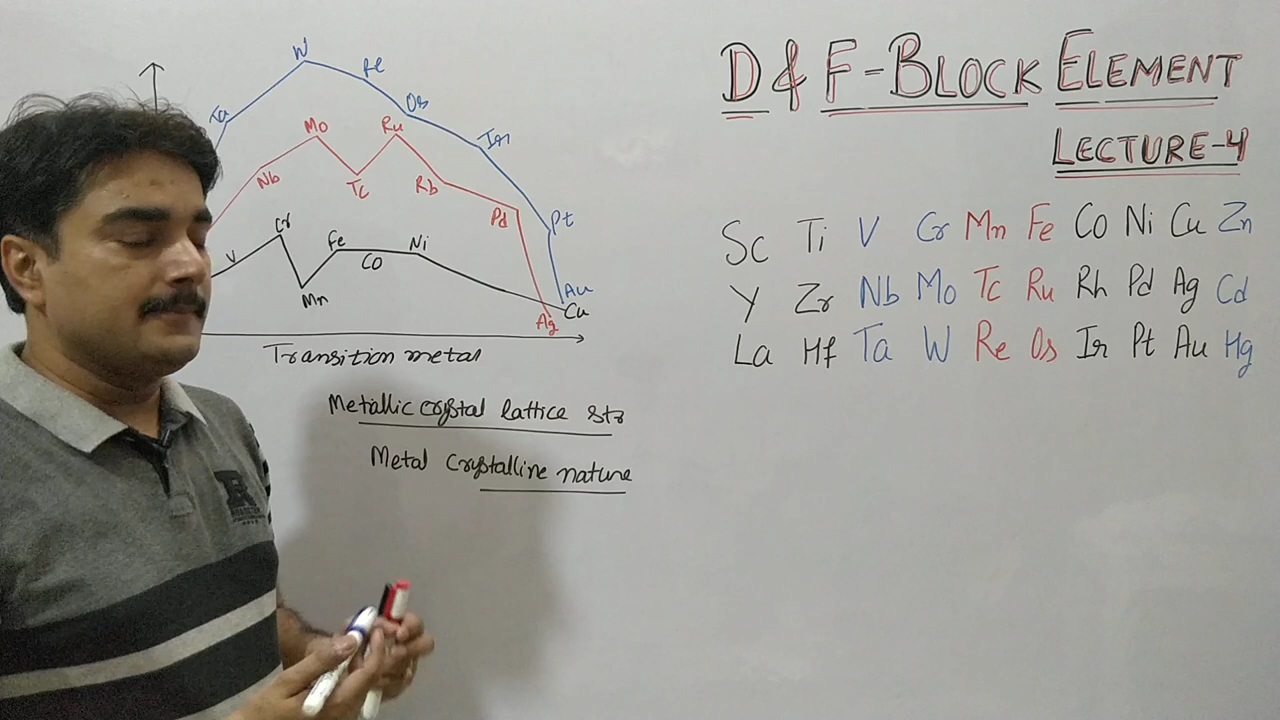 D & F-BLOCK ELEMENT
LECTURE-4
W
Re
Ta
Os
Ir
Mo
Ru
Nb
Tc
Rb
Pd
Pt
Cr
V
Fe
Co
Ni
Mn
Au
Cu
Ag
Transition metal
Metallic crystal lattice str
Metal Crystalline nature
Sc Ti V Cr Mn Fe Co Ni Cu Zn
Y Zr Nb Mo Tc Ru Rh Pd Ag Cd
La Hf Ta W Re Os Ir Pt Au Hg
R